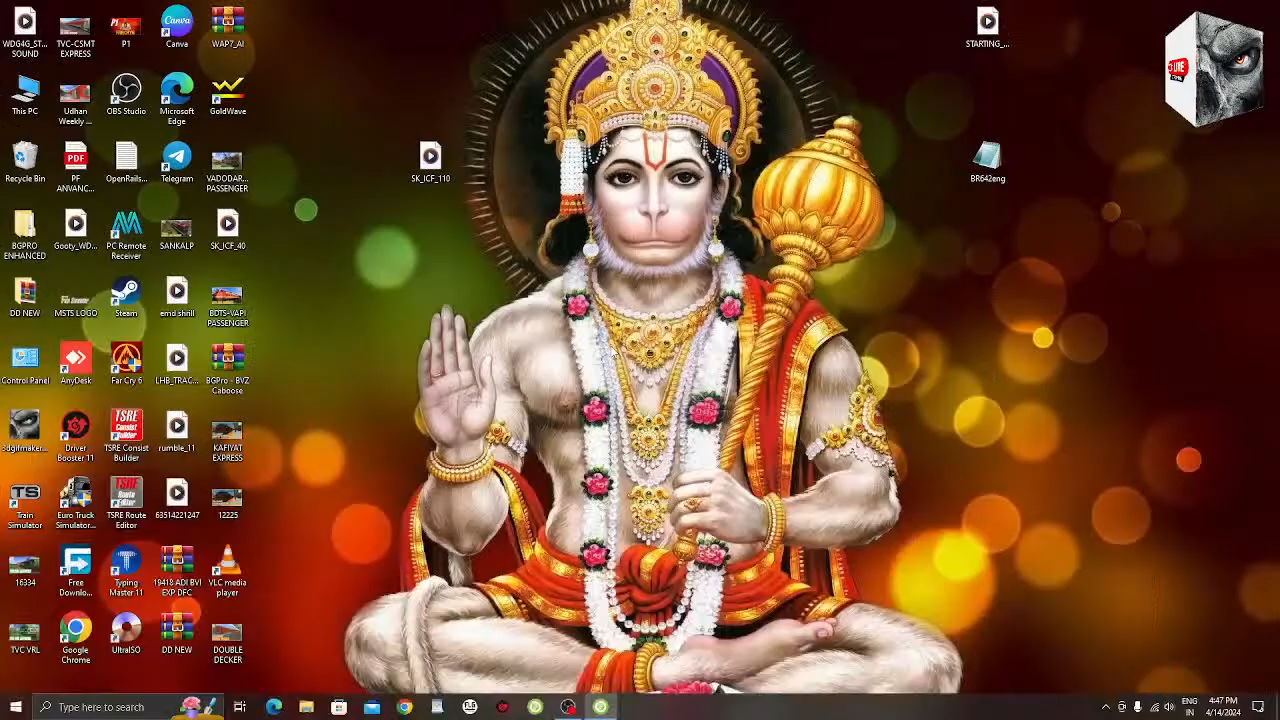 WDG4G_ST... SOUND
TVC-CSMT EXPRESS
P1
Canva
WAP7_AI
STARTING_...
This PC
Udhan Weekly ...
OBS Studio
Microsoft Edge
GoldWave
Recycle Bin
PDF
PF ANVANC...
OpenRails...
Telegram
VADODAR... PASSENGER
SK_ICF_110
BR642eng
BGPRO ENHANCED
Gooty_WD...
PC Remote Receiver
SANKALP
SK_ICF_40
DD NEW
MSTS LOGO
Steam
emd shrill
BDTS-VAPI PASSENGER
Control Panel
AnyDesk
Far Cry 6
LHB_TRAC...
BGPro - BVZ Caboose
3dgifmaker...
Driver Booster 11
TSRE Consist Builder
rumble_11
KAFIYAT EXPRESS
Train Simulator
Euro Truck Simulator...
TSRE Route Editor
63514221247
12225
16334
Free Downlo...
Typing Master 11
19418 ADI BVI EXP DFC
VLC media player
TVC VRL
Google Chrome
UltraISO
DD NEW
DOUBLE DECKER
Type here to search
ENG
IN
4:47 PM
4/14/2024